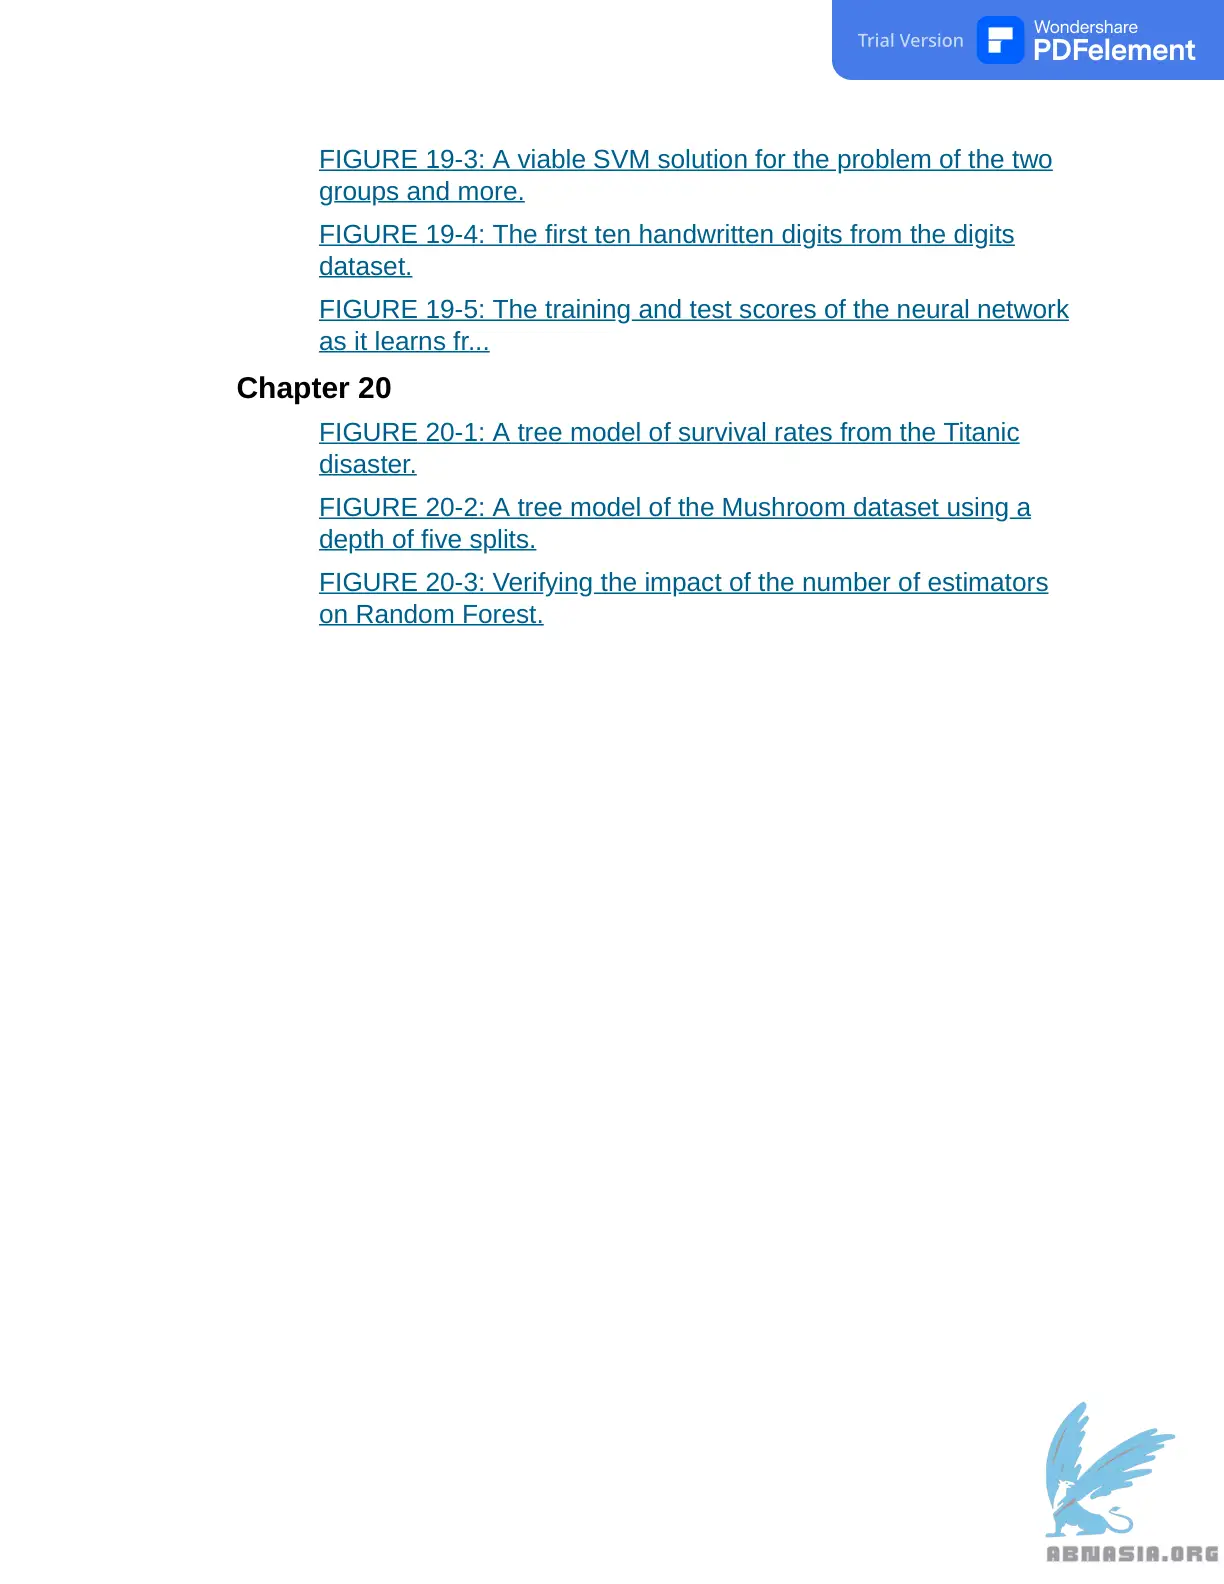 Trial Version
Wondershare
PDFelement
FIGURE 19-3: A viable SVM solution for the problem of the two
groups and more.
FIGURE 19-4: The first ten handwritten digits from the digits
dataset.
FIGURE 19-5: The training and test scores of the neural network
as it learns fr...
Chapter 20
FIGURE 20-1: A tree model of survival rates from the Titanic
disaster.
FIGURE 20-2: A tree model of the Mushroom dataset using a
depth of five splits.
FIGURE 20-3: Verifying the impact of the number of estimators
on Random Forest.
ABNASIA.ORG